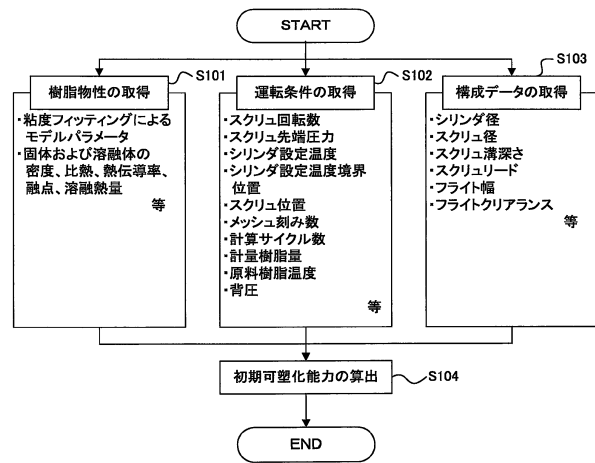 START
S101
樹脂物性の取得
・粘度フィッティングによる
モデルパラメータ
・固体および溶融体の
密度、比熱、熱伝導率、
融点、溶融熱量
等
S102
運転条件の取得
・スクリュ回転数
・スクリュ先端圧力
・シリンダ設定温度
・シリンダ設定温度境界
位置
・スクリュ位置
・メッシュ刻み数
・計算サイクル数
・計量樹脂量
・原料樹脂温度
・背圧
等
S103
構成データの取得
・シリンダ径
・スクリュ径
・スクリュ溝深さ
・スクリュリード
・フライト幅
・フライトクリアランス
等
初期可塑化能力の算出
S104
END